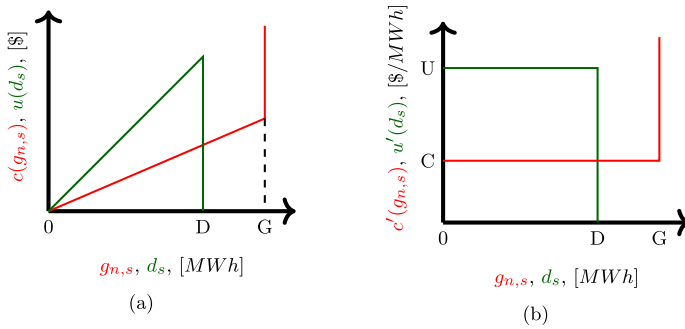 c(g_{n,s}), u(d_s), [$]
0 D G
g_{n,s}, d_s, [MWh]
(a)
c'(g_{n,s}), u'(d_s), [$/MWh]
U
C
0 D G
g_{n,s}, d_s, [MWh]
(b)